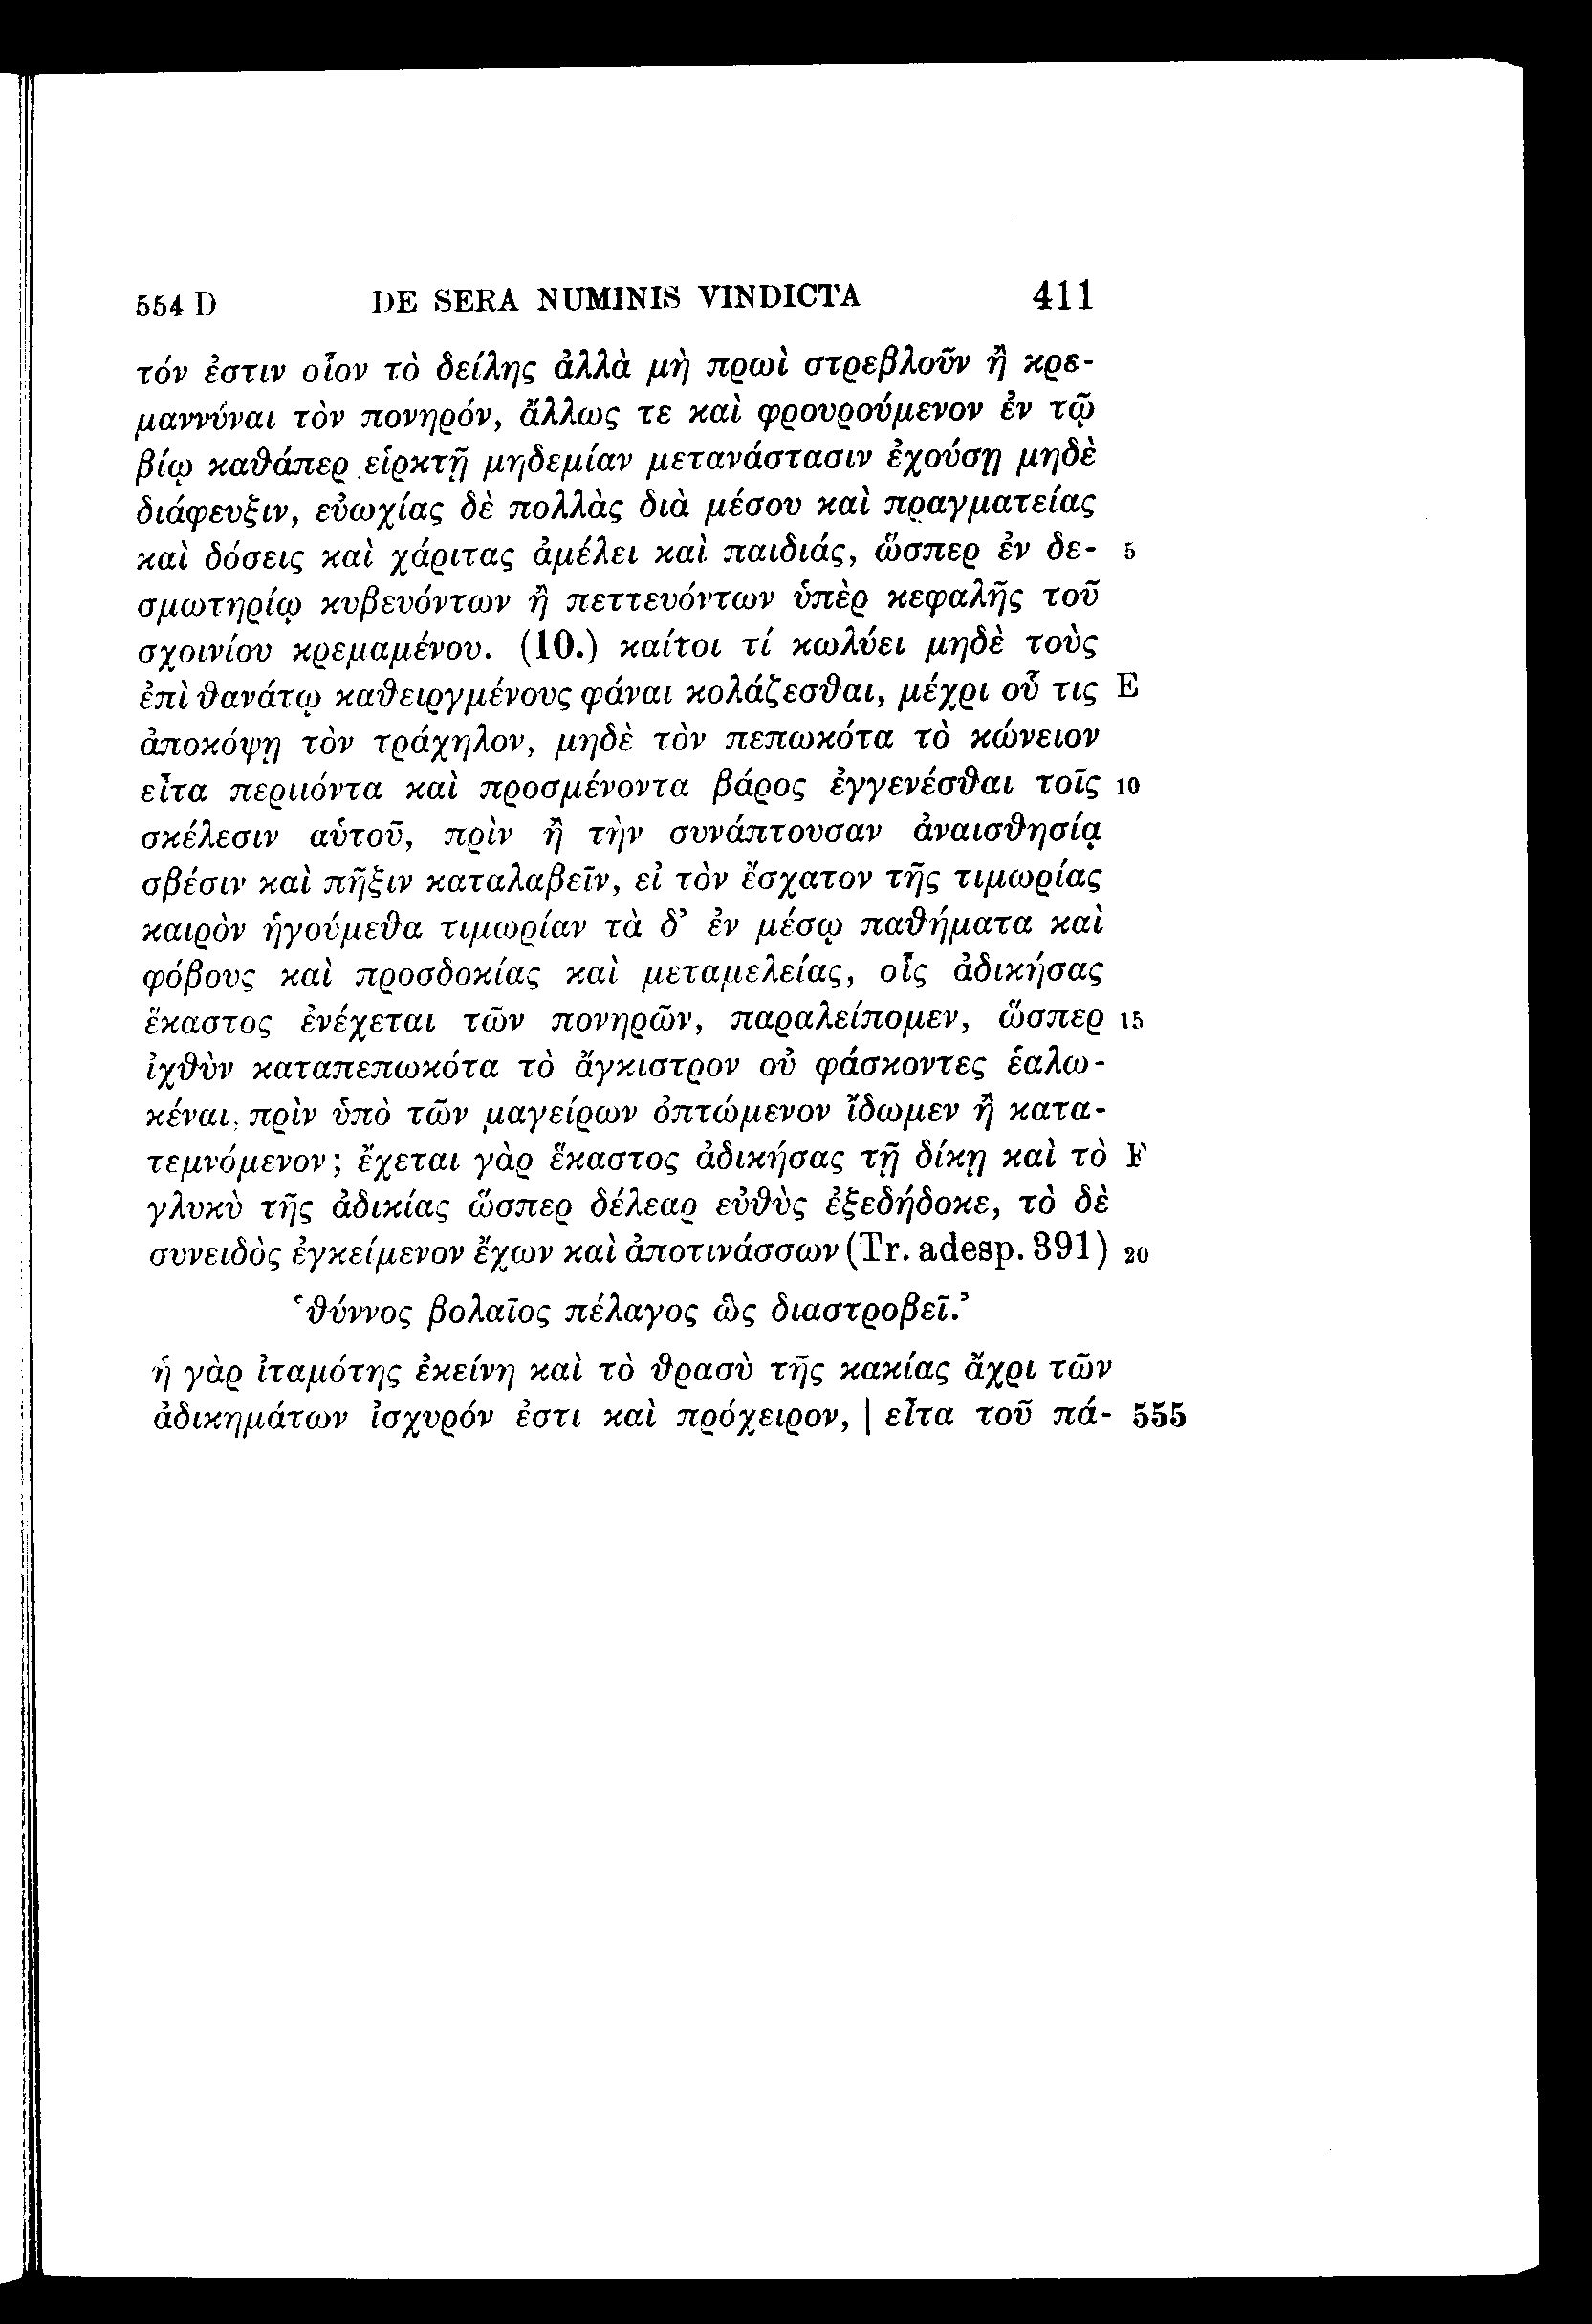 554 D DE SERA NUMINIS VINDICTA 411
τόν ἐστιν οἷον τὸ δείλης ἀλλὰ μὴ πρωὶ στρεβλοῦν ἢ κρε-
μαννύναι τὸν πονηρόν, ἄλλως τε καὶ φρουρούμενον ἐν τῷ
βίῳ καθάπερ εἱρκτῇ μηδεμίαν μετανάστασιν ἐχούσῃ μηδὲ
διάφευξιν, εὐωχίας δὲ πολλὰς διὰ μέσου καὶ πραγματείας
καὶ δόσεις καὶ χάριτας ἀμέλει καὶ παιδιάς, ὥσπερ ἐν δε- 5
σμωτηρίῳ κυβευόντων ἢ πεττευόντων ὑπὲρ κεφαλῆς τοῦ
σχοινίου κρεμαμένου. (10.) καίτοι τί κωλύει μηδὲ τοὺς
ἐπὶ θανάτῳ καθειργμένους φάναι κολάζεσθαι, μέχρι οὗ τις E
ἀποκόψῃ τὸν τράχηλον, μηδὲ τὸν πεπωκότα τὸ κώνειον
εἶτα περιιόντα καὶ προσμένοντα βάρος ἐγγενέσθαι τοῖς 10
σκέλεσιν αὑτοῦ, πρὶν ἢ τὴν συνάπτουσαν ἀναισθησίᾳ
σβέσιν καὶ πῆξιν καταλαβεῖν, εἰ τὸν ἔσχατον τῆς τιμωρίας
καιρὸν ἡγούμεθα τιμωρίαν τὰ δ’ ἐν μέσῳ παθήματα καὶ
φόβους καὶ προσδοκίας καὶ μεταμελείας, οἷς ἀδικήσας
ἕκαστος ἐνέχεται τῶν πονηρῶν, παραλείπομεν, ὥσπερ 15
ἰχθὺν καταπεπωκότα τὸ ἄγκιστρον οὐ φάσκοντες ἑαλω-
κέναι, πρὶν ὑπὸ τῶν μαγείρων ὀπτώμενον ἴδωμεν ἢ κατα-
τεμνόμενον; ἔχεται γὰρ ἕκαστος ἀδικήσας τῇ δίκῃ καὶ τὸ F
γλυκὺ τῆς ἀδικίας ὥσπερ δέλεαρ εὐθὺς ἐξεδήδοκε, τὸ δὲ
συνειδὸς ἐγκείμενον ἔχων καὶ ἀποτινάσσων (Tr. adesp. 391) 20
‘θύννος βολαῖος πέλαγος ὣς διαστροβεῖ.’
ἡ γὰρ ἰταμότης ἐκείνη καὶ τὸ θρασὺ τῆς κακίας ἄχρι τῶν
ἀδικημάτων ἰσχυρόν ἐστι καὶ πρόχειρον, | εἶτα τοῦ πά- 555